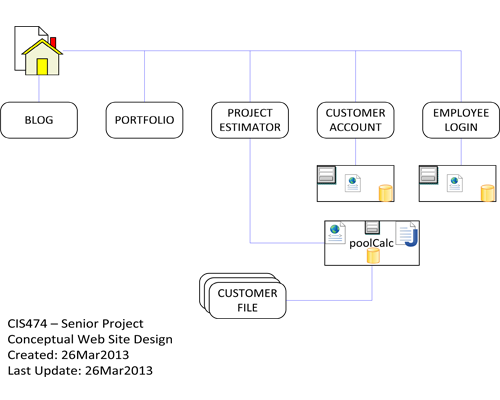 BLOG
PORTFOLIO
PROJECT
ESTIMATOR
CUSTOMER
ACCOUNT
EMPLOYEE
LOGIN
poolCalc
CUSTOMER
FILE
CIS474 – Senior Project
Conceptual Web Site Design
Created: 26Mar2013
Last Update: 26Mar2013